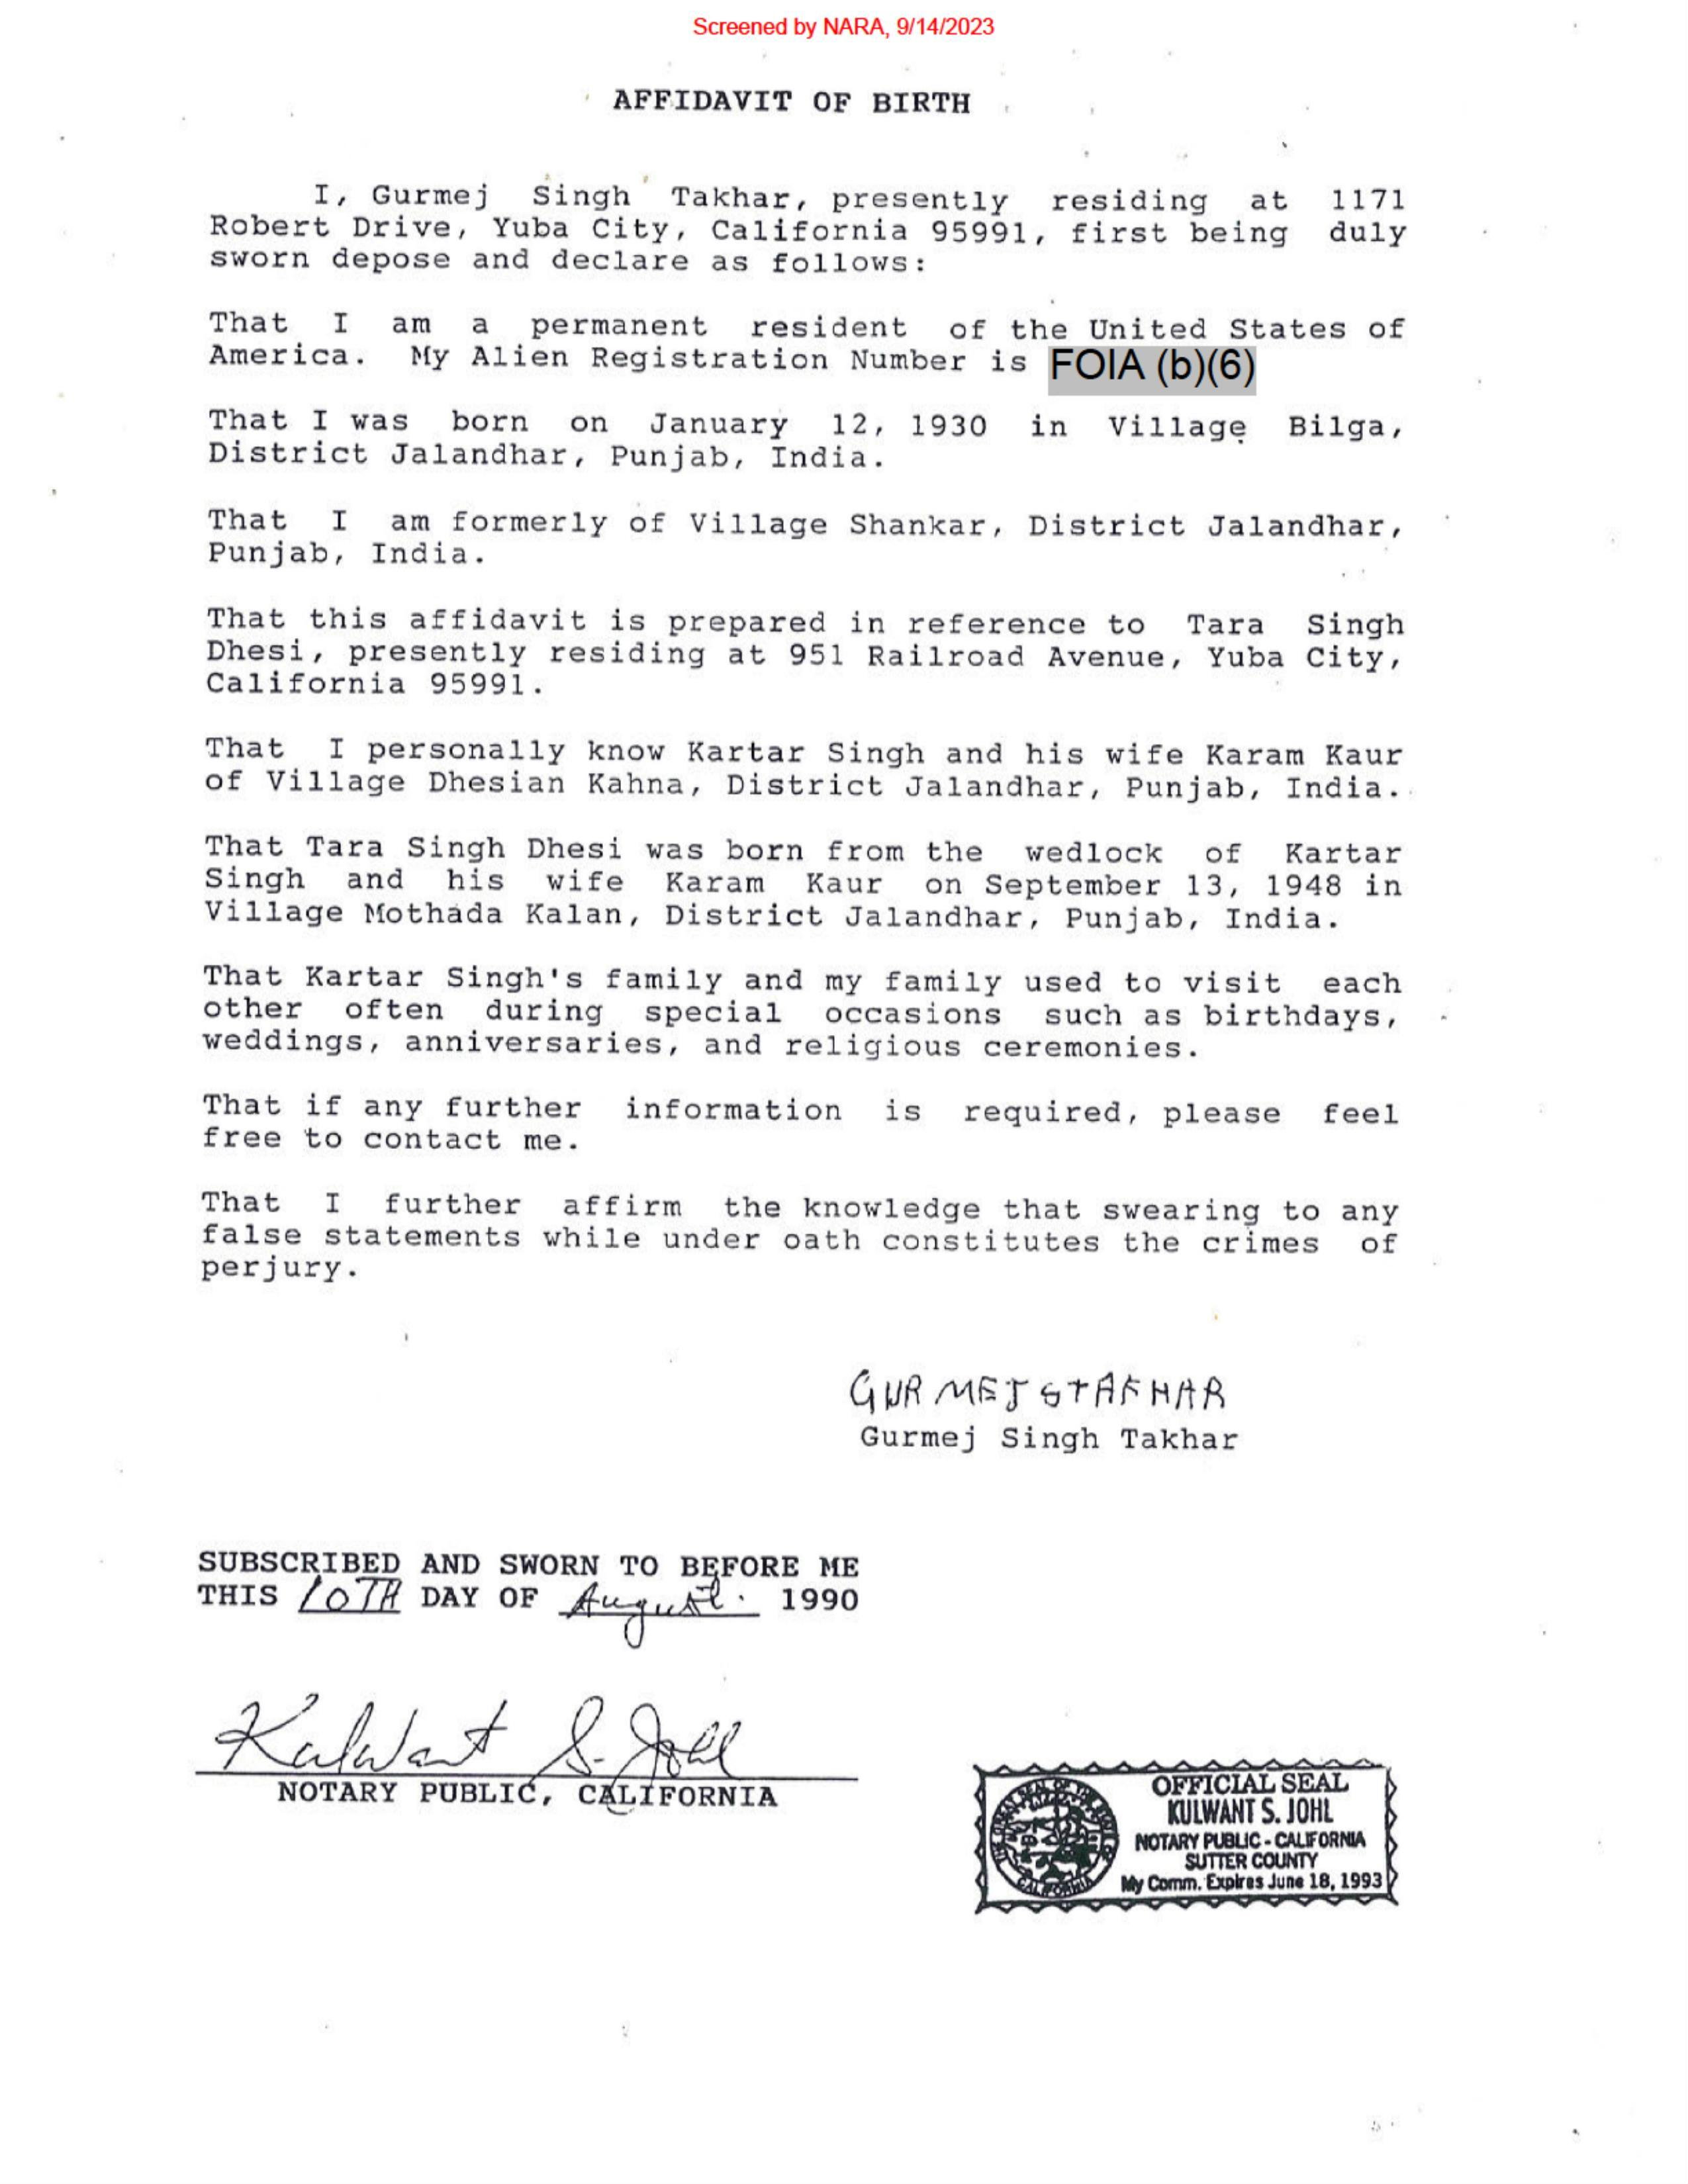 Screened by NARA, 9/14/2023
AFFIDAVIT OF BIRTH
I, Gurmej Singh Takhar, presently residing at 1171
Robert Drive, Yuba City, California 95991, first being duly
sworn depose and declare as follows:
That I am a permanent resident of the United States of
America. My Alien Registration Number is FOIA (b)(6)
That I was born on January 12, 1930 in Village Bilga,
District Jalandhar, Punjab, India.
That I am formerly of Village Shankar, District Jalandhar,
Punjab, India.
That this affidavit is prepared in reference to Tara Singh
Dhesi, presently residing at 951 Railroad Avenue, Yuba City,
California 95991.
That I personally know Kartar Singh and his wife Karam Kaur
of Village Dhesian Kahna, District Jalandhar, Punjab, India.
That Tara Singh Dhesi was born from the wedlock of Kartar
Singh and his wife Karam Kaur on September 13, 1948 in
Village Mothada Kalan, District Jalandhar, Punjab, India.
That Kartar Singh's family and my family used to visit each
other often during special occasions such as birthdays,
weddings, anniversaries, and religious ceremonies.
That if any further information is required, please feel
free to contact me.
That I further affirm the knowledge that swearing to any
false statements while under oath constitutes the crimes of
perjury.
GURMEJ S TAKHAR
Gurmej Singh Takhar
SUBSCRIBED AND SWORN TO BEFORE ME
THIS 10TH DAY OF August. 1990
Kulwant S. Johl
NOTARY PUBLIC, CALIFORNIA
OFFICIAL SEAL
KULWANT S. JOHL
NOTARY PUBLIC - CALIFORNIA
SUTTER COUNTY
My Comm. Expires June 18, 1993